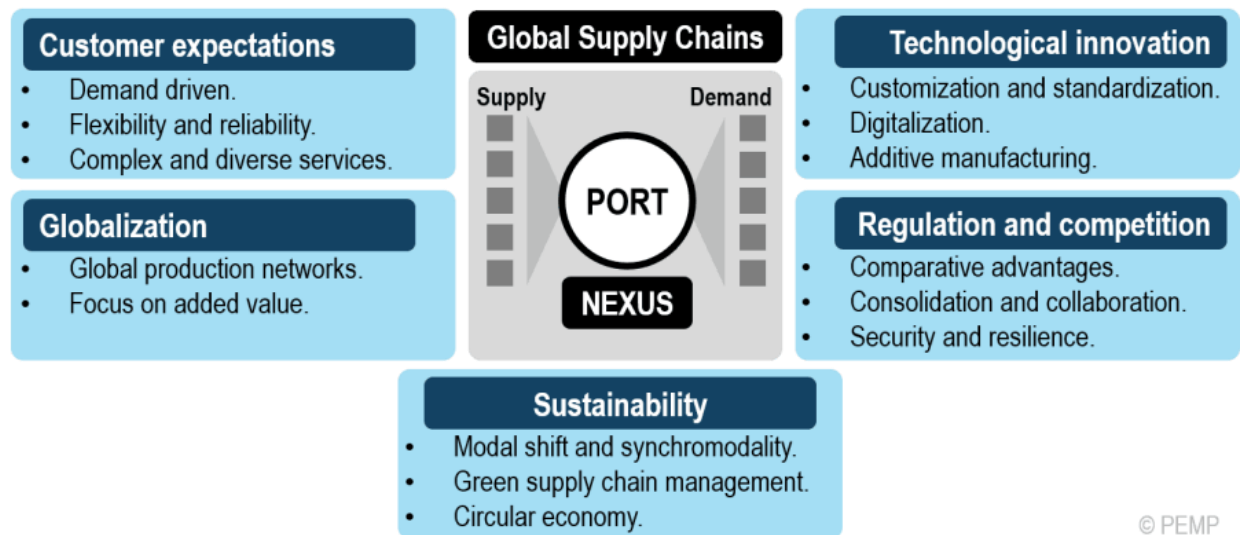 Customer expectations
• Demand driven.
• Flexibility and reliability.
• Complex and diverse services.
Globalization
• Global production networks.
• Focus on added value.
Global Supply Chains
Supply
Demand
PORT
NEXUS
Technological innovation
• Customization and standardization.
• Digitalization.
• Additive manufacturing.
Regulation and competition
• Comparative advantages.
• Consolidation and collaboration.
• Security and resilience.
Sustainability
• Modal shift and synchromodality.
• Green supply chain management.
• Circular economy.
© PEMP